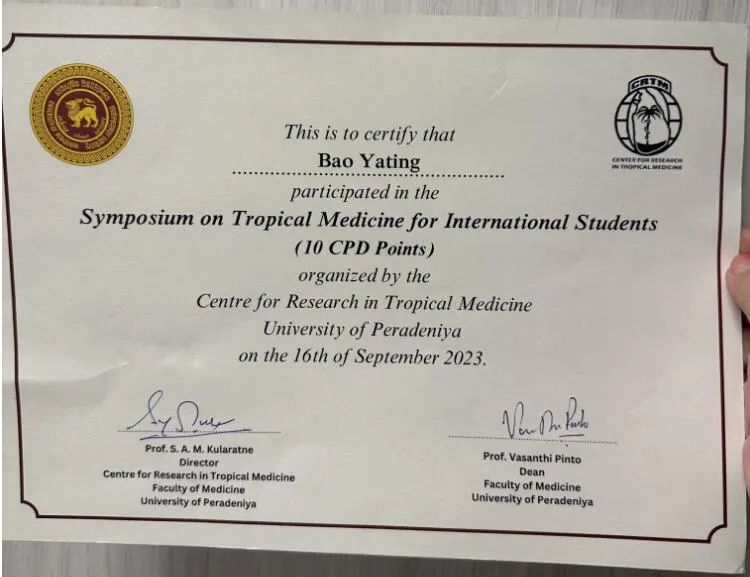 CRTM
CENTER FOR RESEARCH
IN TROPICAL MEDICINE
This is to certify that
Bao Yating
participated in the
Symposium on Tropical Medicine for International Students
(10 CPD Points)
organized by the
Centre for Research in Tropical Medicine
University of Peradeniya
on the 16th of September 2023.
Prof. S. A. M. Kularatne
Director
Centre for Research in Tropical Medicine
Faculty of Medicine
University of Peradeniya
Prof. Vasanthi Pinto
Dean
Faculty of Medicine
University of Peradeniya